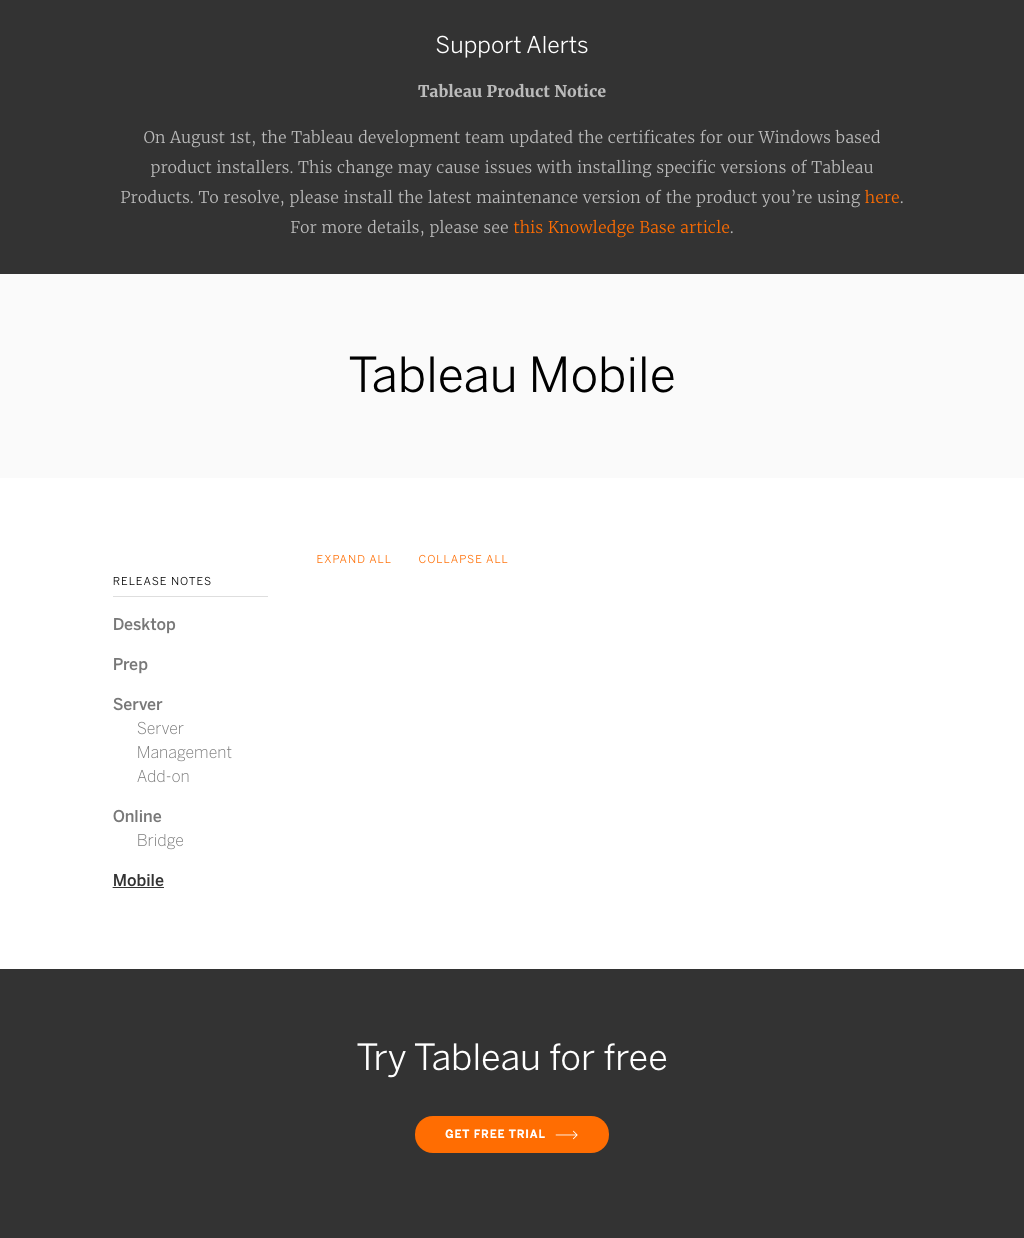 Support Alerts
Tableau Product Notice
On August 1st, the Tableau development team updated the certificates for our Windows based
product installers. This change may cause issues with installing specific versions of Tableau
Products. To resolve, please install the latest maintenance version of the product you’re using here.
For more details, please see this Knowledge Base article.
Tableau Mobile
EXPAND ALL COLLAPSE ALL
RELEASE NOTES
Desktop
Prep
Server
Server
Management
Add-on
Online
Bridge
Mobile
Try Tableau for free
GET FREE TRIAL